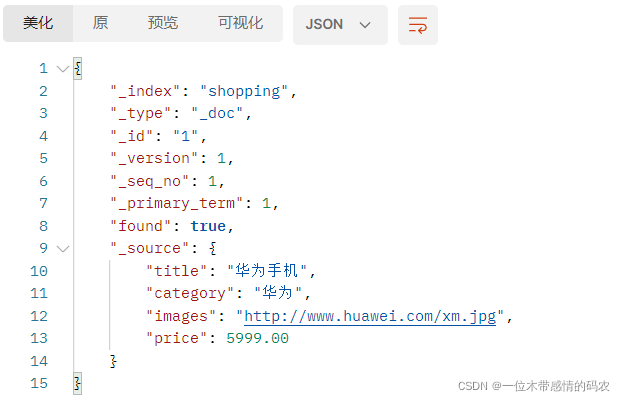 美化 原 预览 可视化 JSON
1 {
2 "_index": "shopping",
3 "_type": "_doc",
4 "_id": "1",
5 "_version": 1,
6 "_seq_no": 1,
7 "_primary_term": 1,
8 "found": true,
9 "_source": {
10 "title": "华为手机",
11 "category": "华为",
12 "images": "http://www.huawei.com/xm.jpg",
13 "price": 5999.00
14 }
15 }
CSDN @一位木带感情的码农